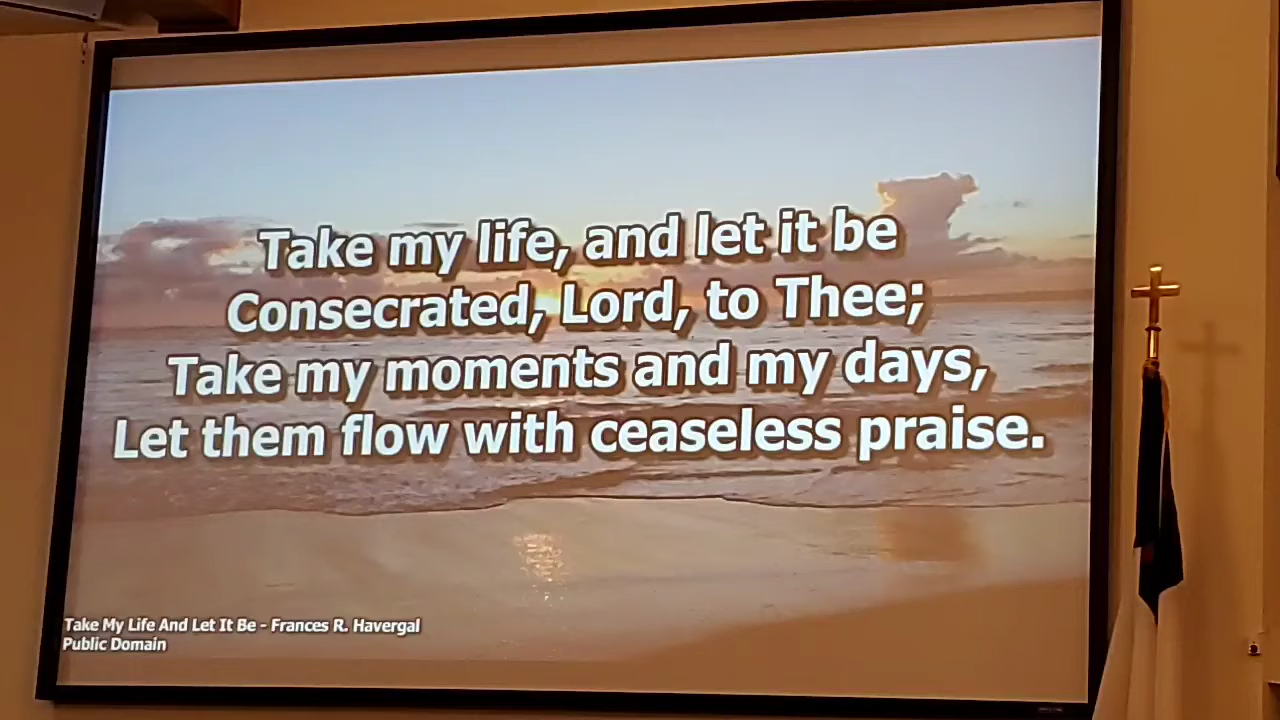 Take my life, and let it be
Consecrated, Lord, to Thee;
Take my moments and my days,
Let them flow with ceaseless praise.
Take My Life And Let It Be - Frances R. Havergal
Public Domain